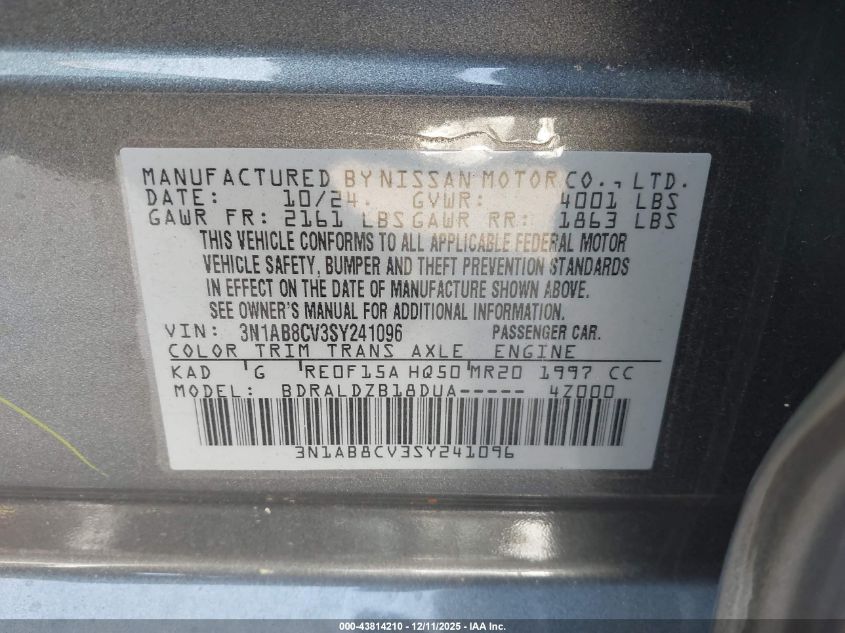 MANUFACTURED BY NISSAN MOTOR CO., LTD.
DATE: 10/24. GVWR: 4001 LBS
GAWR FR: 2161 LBS GAWR RR: 1863 LBS
THIS VEHICLE CONFORMS TO ALL APPLICABLE FEDERAL MOTOR
VEHICLE SAFETY, BUMPER AND THEFT PREVENTION STANDARDS
IN EFFECT ON THE DATE OF MANUFACTURE SHOWN ABOVE.
SEE OWNER'S MANUAL FOR ADDITIONAL INFORMATION.
VIN: 3N1AB8CV3SY241096 PASSENGER CAR.
COLOR TRIM TRANS AXLE ENGINE
KAD G RE0F15A HQ50 MR20 1997 CC
MODEL: BDRALDZB18DUA----- 4Z000
3N1AB8CV3SY241096
000-43814210 - 12/11/2025 - IAA Inc.